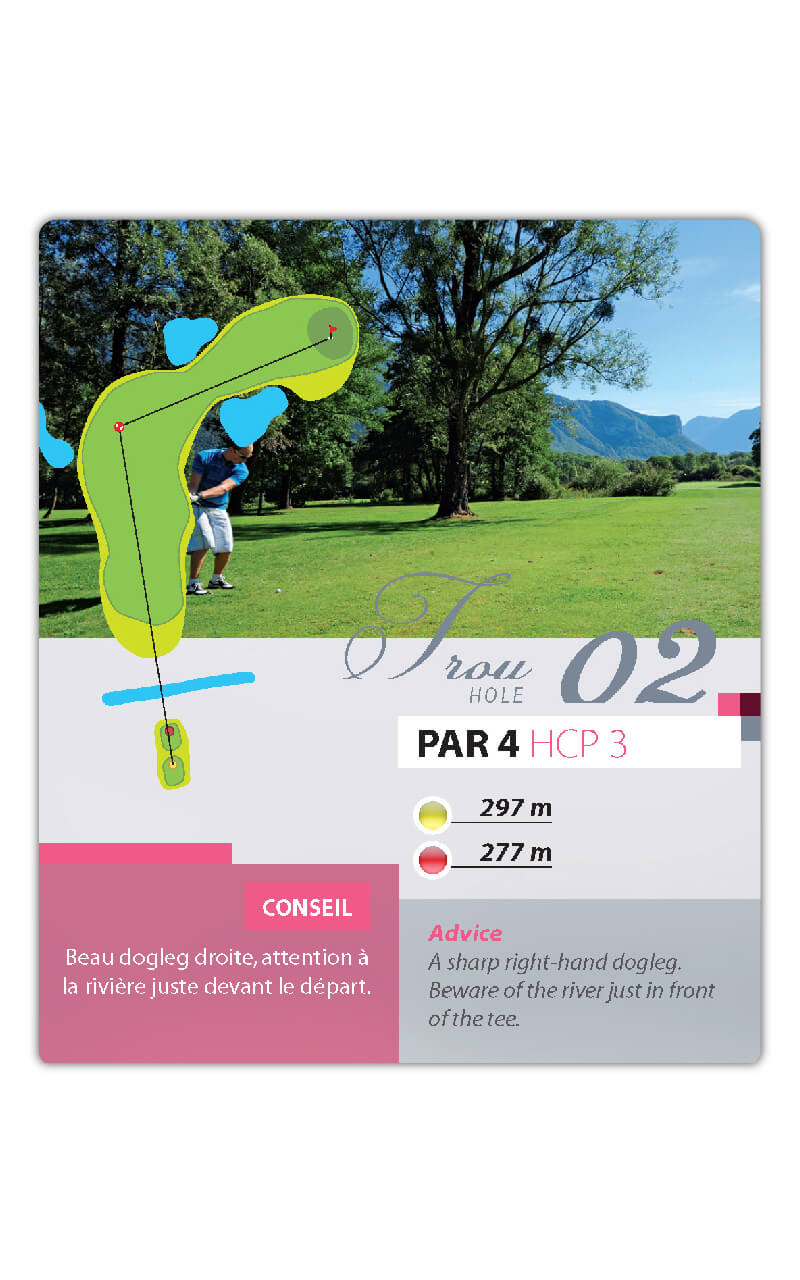 Trou 02
HOLE
PAR 4 HCP 3
297 m
277 m
CONSEIL
Beau dogleg droite, attention à
la rivière juste devant le départ.
Advice
A sharp right-hand dogleg.
Beware of the river just in front
of the tee.